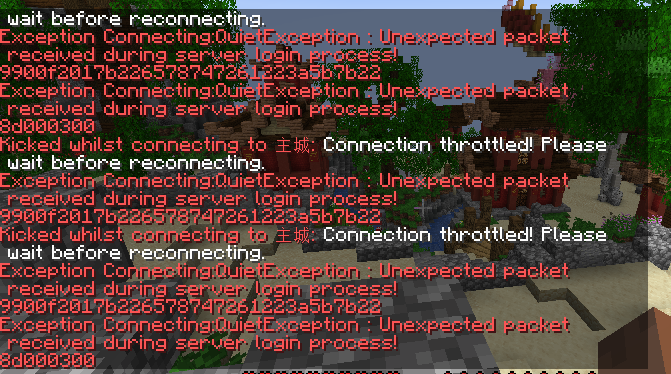 wait before reconnecting.
Exception Connecting:QuietException : Unexpected packet
received during server login process!
9900f2017b226578747261223a5b7b22
Exception Connecting:QuietException : Unexpected packet
received during server login process!
8d000300
Kicked whilst connecting to 主城: Connection throttled! Please
wait before reconnecting.
Exception Connecting:QuietException : Unexpected packet
received during server login process!
9900f2017b226578747261223a5b7b22
Kicked whilst connecting to 主城: Connection throttled! Please
wait before reconnecting.
Exception Connecting:QuietException : Unexpected packet
received during server login process!
9900f2017b226578747261223a5b7b22
Exception Connecting:QuietException : Unexpected packet
received during server login process!
8d000300